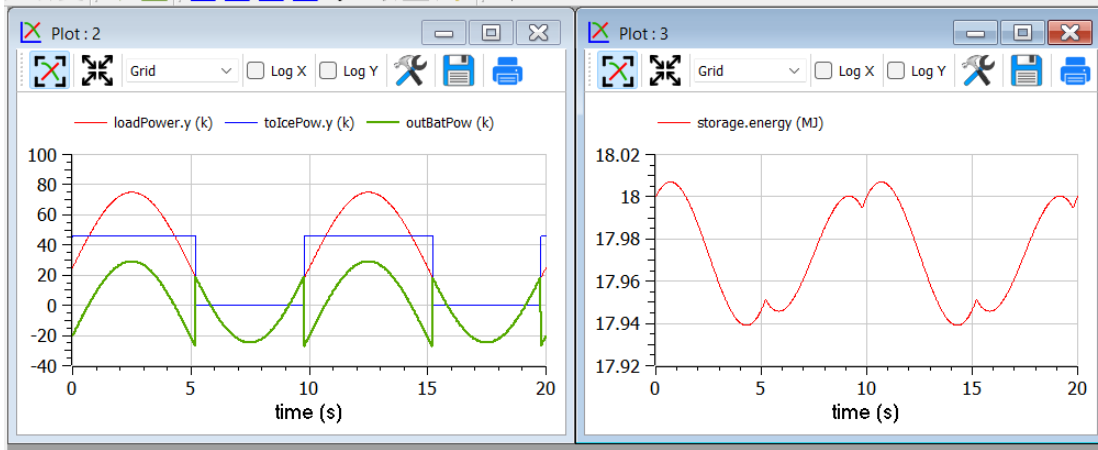 Plot : 2
Grid
Log X
Log Y
loadPower.y (k)
toIcePow.y (k)
outBatPow (k)
100
80
60
40
20
0
-20
-40
0
5
10
15
20
time (s)
Plot : 3
Grid
Log X
Log Y
storage.energy (MJ)
18.02
18
17.98
17.96
17.94
17.92
0
5
10
15
20
time (s)